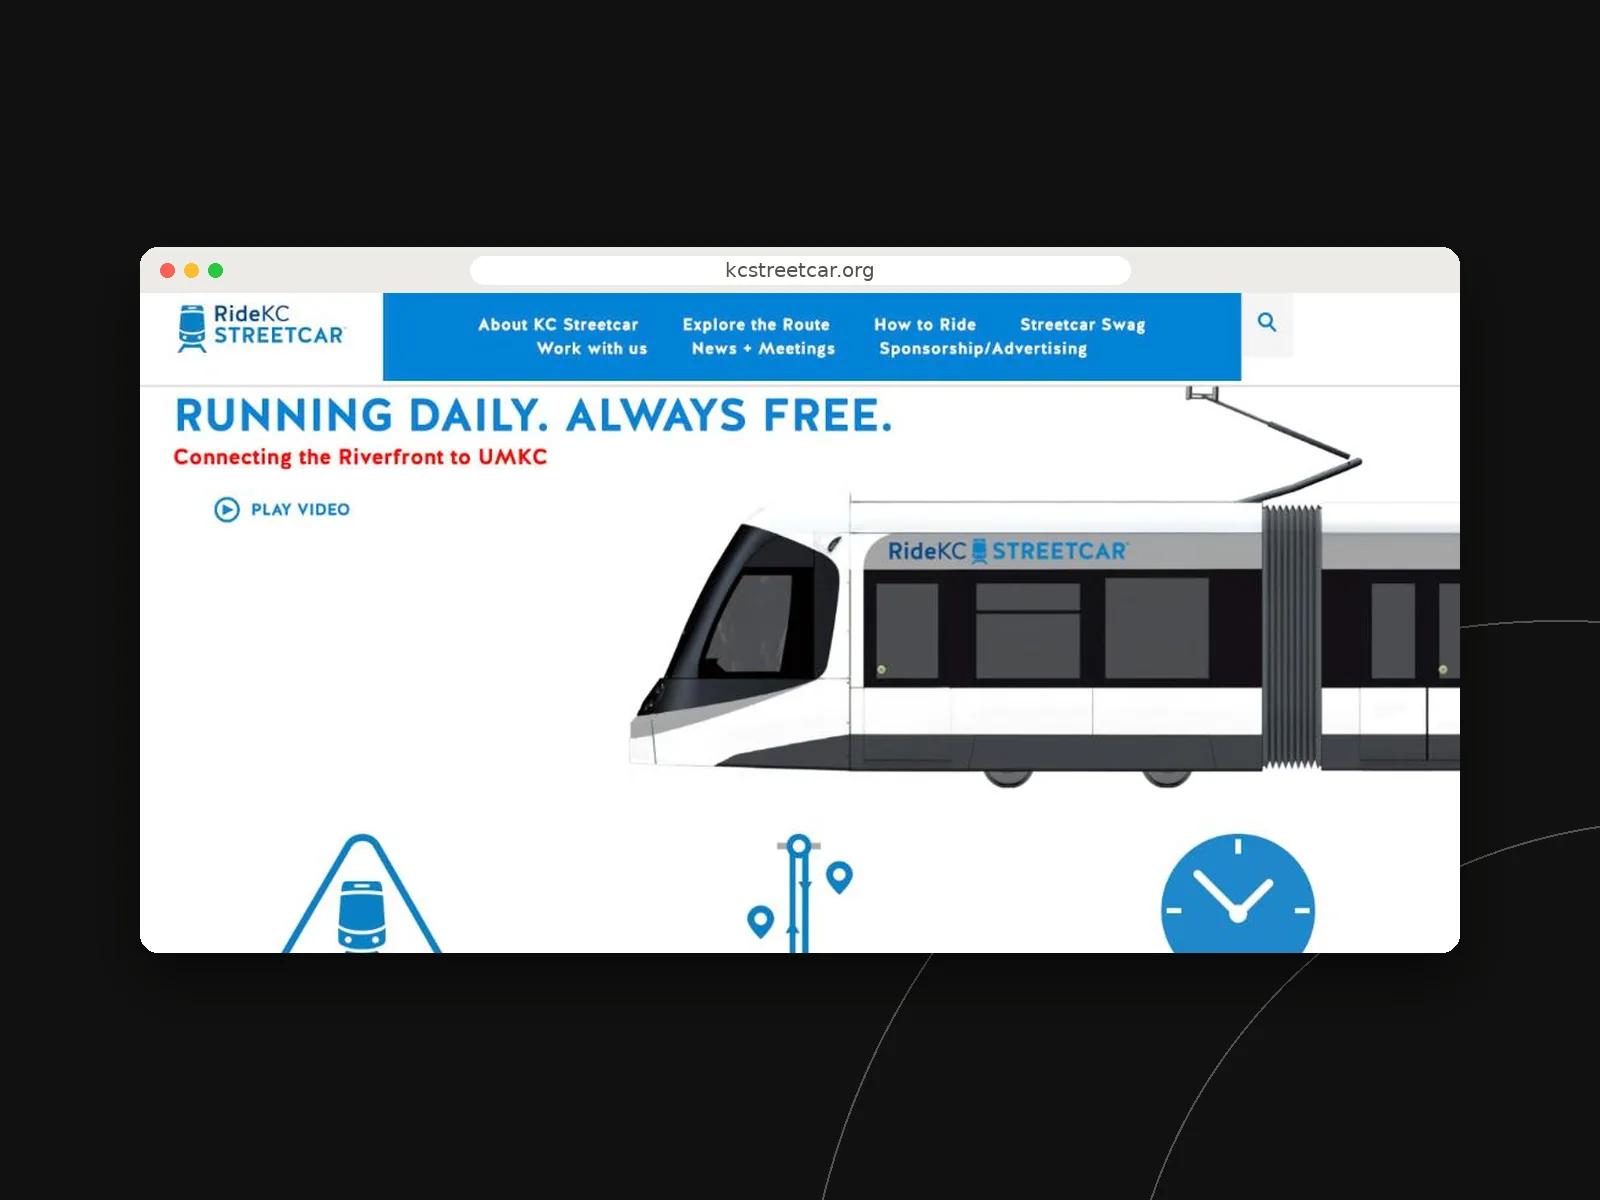 kcstreetcar.org
RideKC
STREETCAR
About KC Streetcar Explore the Route How to Ride Streetcar Swag
Work with us News + Meetings Sponsorship/Advertising
RUNNING DAILY. ALWAYS FREE.
Connecting the Riverfront to UMKC
PLAY VIDEO
RideKC STREETCAR